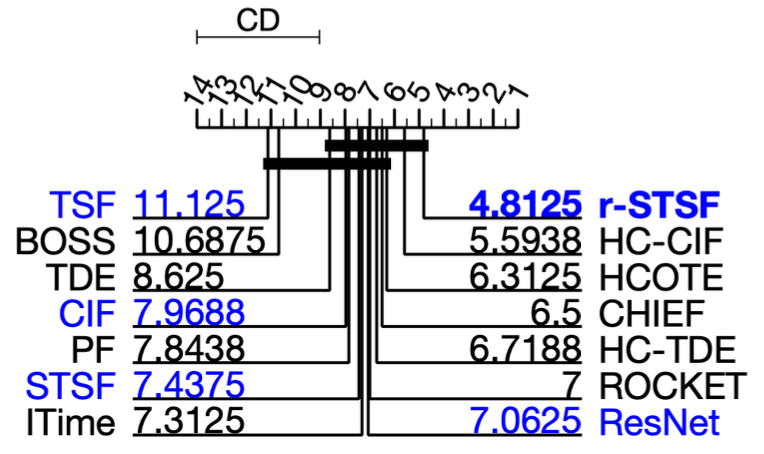 CD
14 13 12 11 10 9 8 7 6 5 4 3 2 1
TSF 11.125 4.8125 r-STSF
BOSS 10.6875 5.5938 HC-CIF
TDE 8.625 6.3125 HCOTE
CIF 7.9688 6.5 CHIEF
PF 7.8438 6.7188 HC-TDE
STSF 7.4375 7 ROCKET
ITime 7.3125 7.0625 ResNet